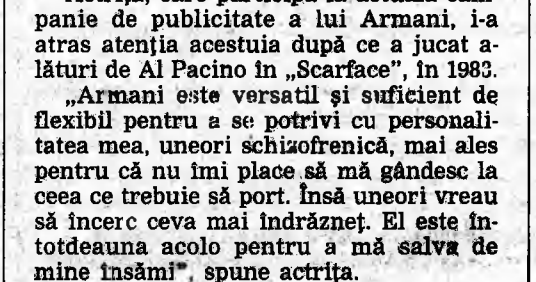 panie de publicitate a lui Armani, i-a
atras atenția acestuia după ce a jucat a-
lături de Al Pacino în „Scarface”, în 1983.
„Armani este versatil și suficient de
flexibil pentru a se potrivi cu personali-
tatea mea, uneori schizofrenică, mai ales
pentru că nu îmi place să mă gândesc la
ceea ce trebuie să port. Însă uneori vreau
să încerc ceva mai îndrăzneț. El este în-
totdeauna acolo pentru a mă salva de
mine însămi”, spune actrița.